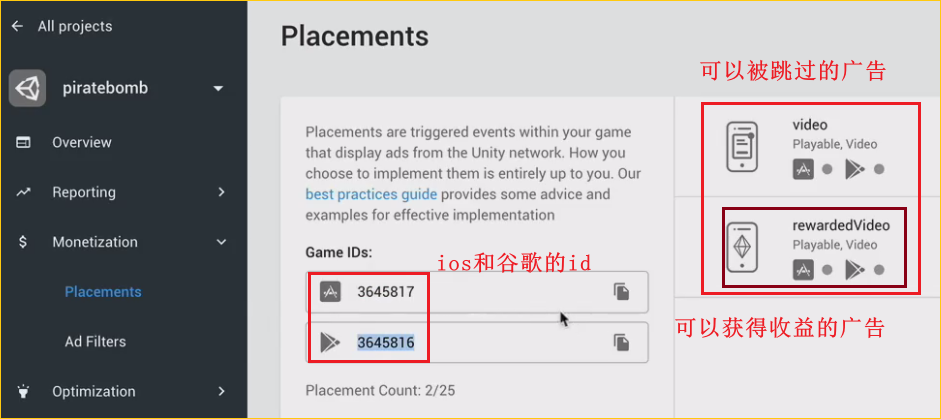 All projects
piratebomb
Overview
Reporting
Monetization
Placements
Ad Filters
Optimization
Placements
Placements are triggered events within your game
that display ads from the Unity network. How you
choose to implement them is entirely up to you. Our
best practices guide provides some advice and
examples for effective implementation
Game IDs:
ios和谷歌的id
3645817
3645816
Placement Count: 2/25
可以被跳过的广告
video
Playable, Video
rewardedVideo
Playable, Video
可以获得收益的广告